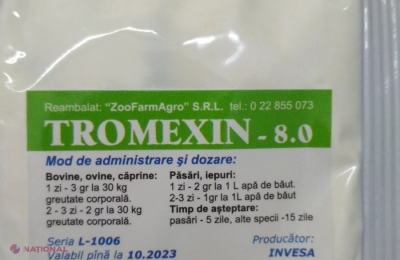 Reambalat: "ZooFarmAgro" S.R.L. tel.: 0 22 855 073
TROMEXIN - 8.0
Mod de administrare și dozare:
Bovine, ovine, căprine:
1 zi - 3 gr la 30 kg
greutate corporală.
2 - 3 zi - 2 gr la 30 kg
greutate corporală.
Păsări, iepuri:
1 zi - 2 gr la 1 L apă de băut.
2-3 zi - 1gr la 1L apă de băut
Timp de așteptare:
pasări - 5 zile, alte specii -15 zile
Seria L-1006
Valabil pînă la 10.2023
Producător:
INVESA
NATIONAL